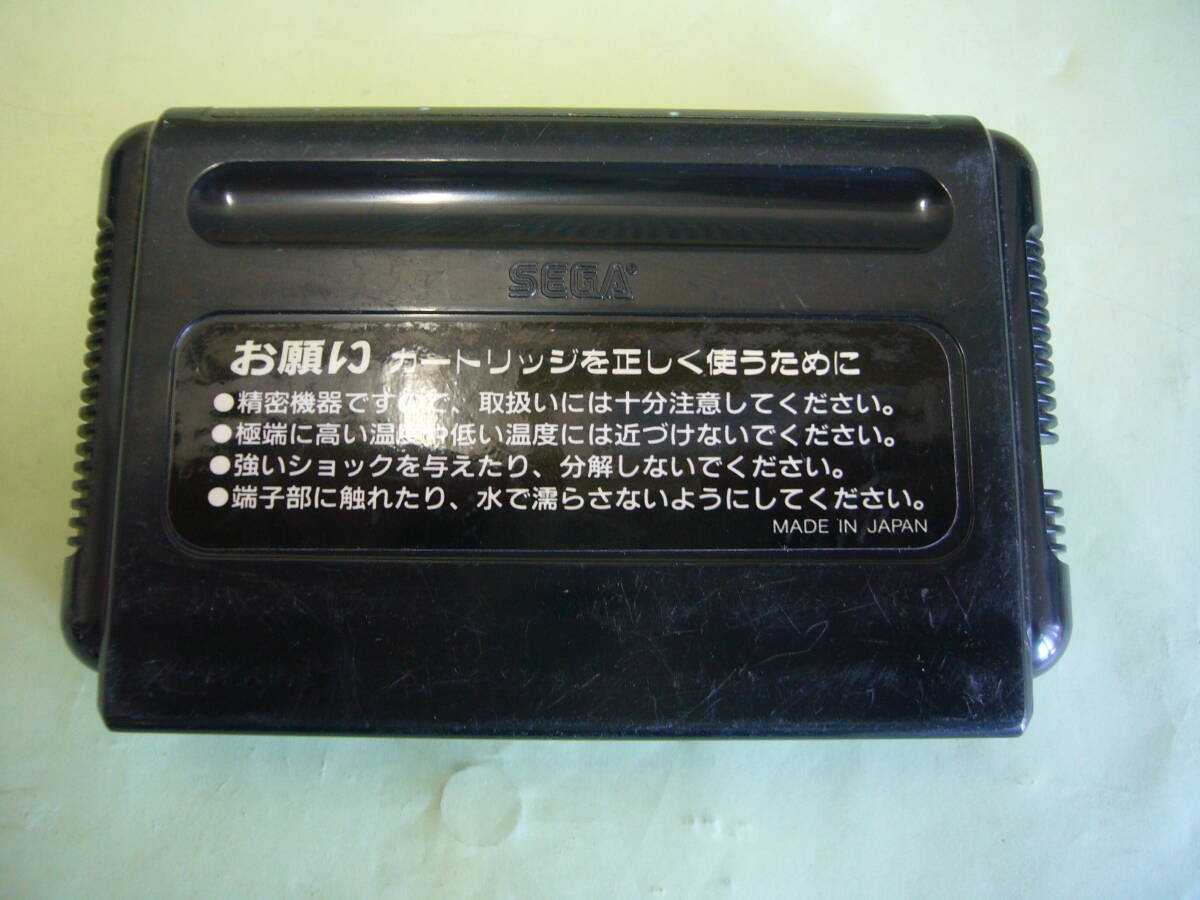 SEGA®
お願い カートリッジを正しく使うために
●精密機器ですので、取扱いには十分注意してください。
●極端に高い温度や低い温度には近づけないでください。
●強いショックを与えたり、分解しないでください。
●端子部に触れたり、水で濡らさないようにしてください。
MADE IN JAPAN